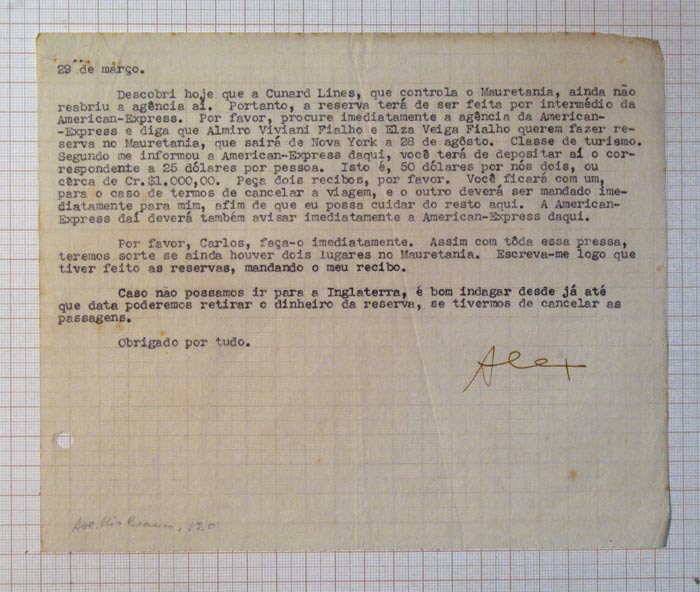 29 de março.
Descobri hoje que a Cunard Lines, que controla o Mauretania, ainda não
reabriu a agência aí. Portanto, a reserva terá de ser feita por intermédio da
American-Express. Por favor, procure imediatamente a agência da American-
-Express e diga que Almiro Viviani Fialho e Elza Veiga Fialho querem fazer re-
serva no Mauretania, que sairá de Nova York a 28 de agôsto. Classe de turismo.
Segundo me informou a American-Express daqui, você terá de depositar aí o cor-
respondente a 25 dólares por pessoa. Isto é, 50 dólares por nós dois, ou
cêrca de Cr.$1,000,00. Peça dois recibos, por favor. Você ficará com um,
para o caso de termos de cancelar a viagem, e o outro deverá ser mandado ime-
diatamente para mim, afim de que eu possa cuidar do resto aqui. A American-
Express daí deverá também avisar imediatamente a American-Express daqui.
Por favor, Carlos, faça-o imediatamente. Assim com tôda essa pressa,
teremos sorte se ainda houver dois lugares no Mauretania. Escreva-me logo que
tiver feito as reservas, mandando o meu recibo.
Caso não possamos ir para a Inglaterra, é bom indagar desde já até
que data poderemos retirar o dinheiro da reserva, se tivermos de cancelar as
passagens.
Obrigado por tudo.
Alex
Ave. Rio Branco, 120